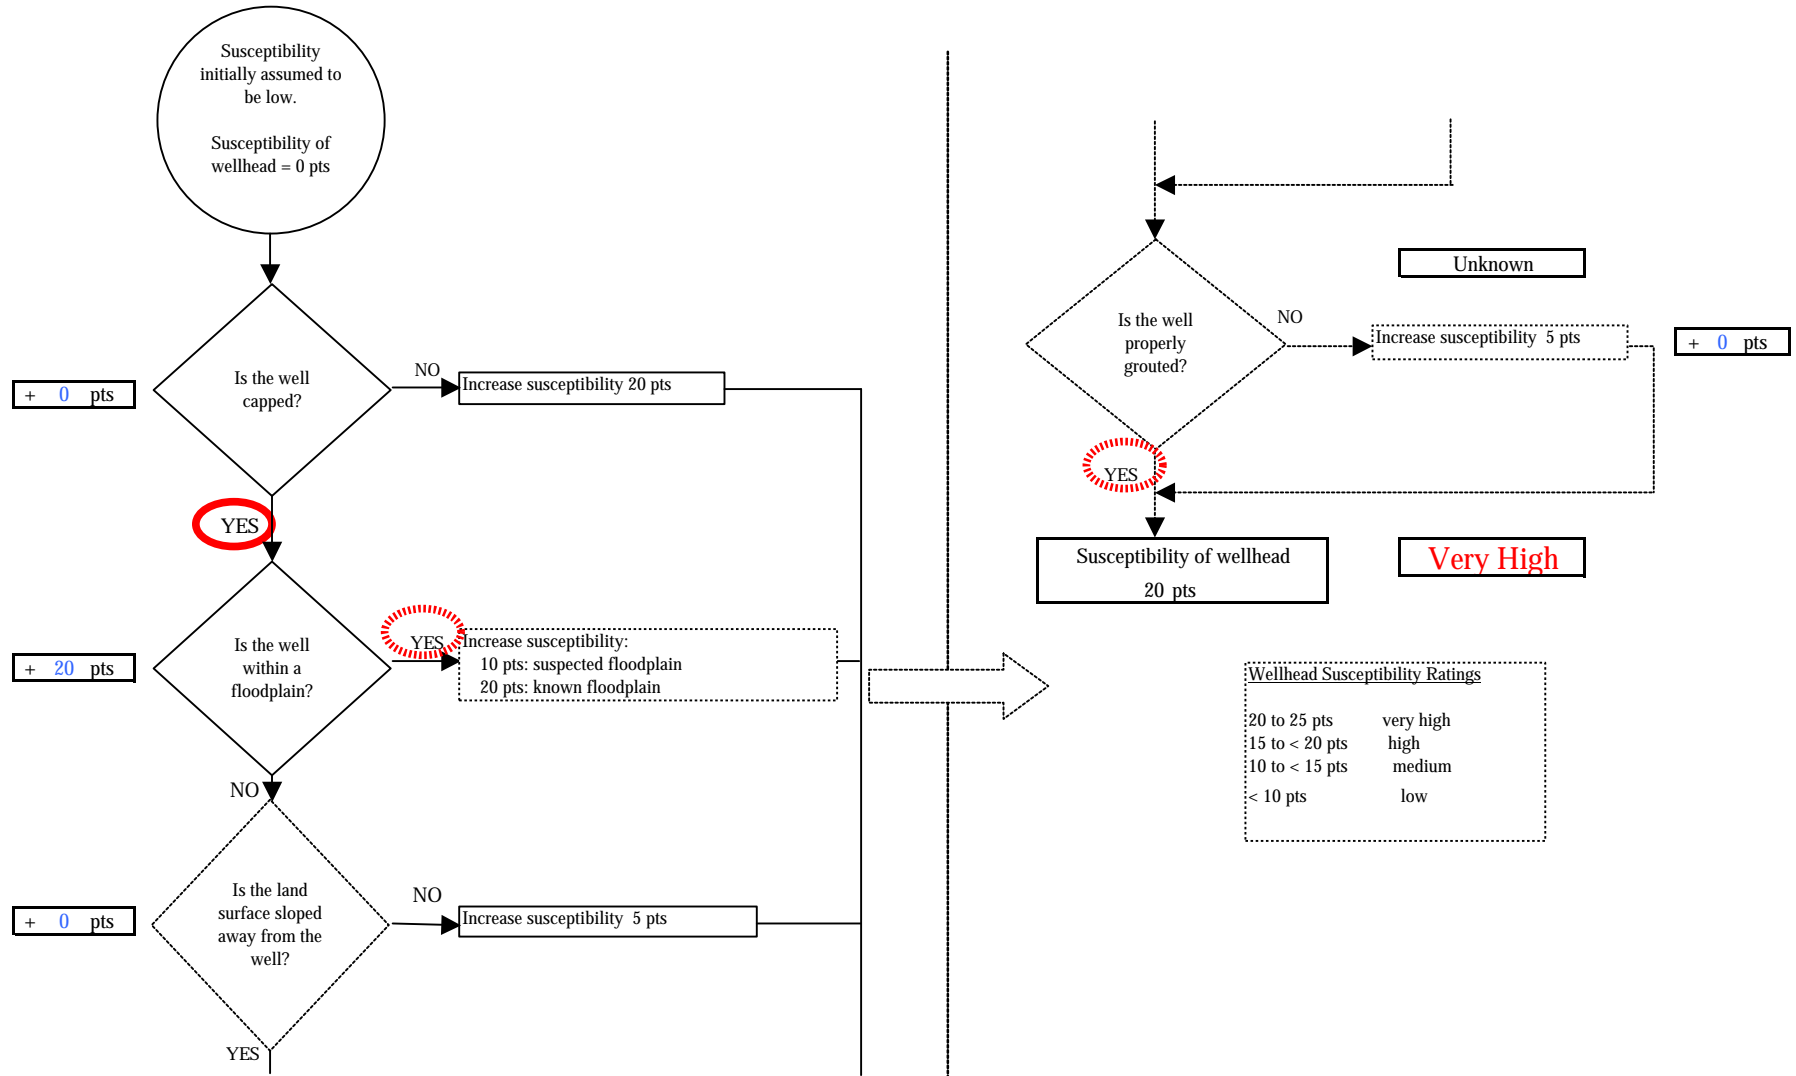 Susceptibility
initially assumed to
be low.
Susceptibility of
wellhead = 0 pts
Is the well
capped?
NO
Increase susceptibility 20 pts
+ 0 pts
YES
Is the well
within a
floodplain?
YES
Increase susceptibility:
10 pts: suspected floodplain
20 pts: known floodplain
+ 20 pts
NO
Is the land
surface sloped
away from the
well?
NO
Increase susceptibility 5 pts
+ 0 pts
YES
Unknown
Is the well
properly
grouted?
NO
Increase susceptibility 5 pts
+ 0 pts
YES
Susceptibility of wellhead
20 pts
Very High
Wellhead Susceptibility Ratings
20 to 25 pts very high
15 to < 20 pts high
10 to < 15 pts medium
< 10 pts low